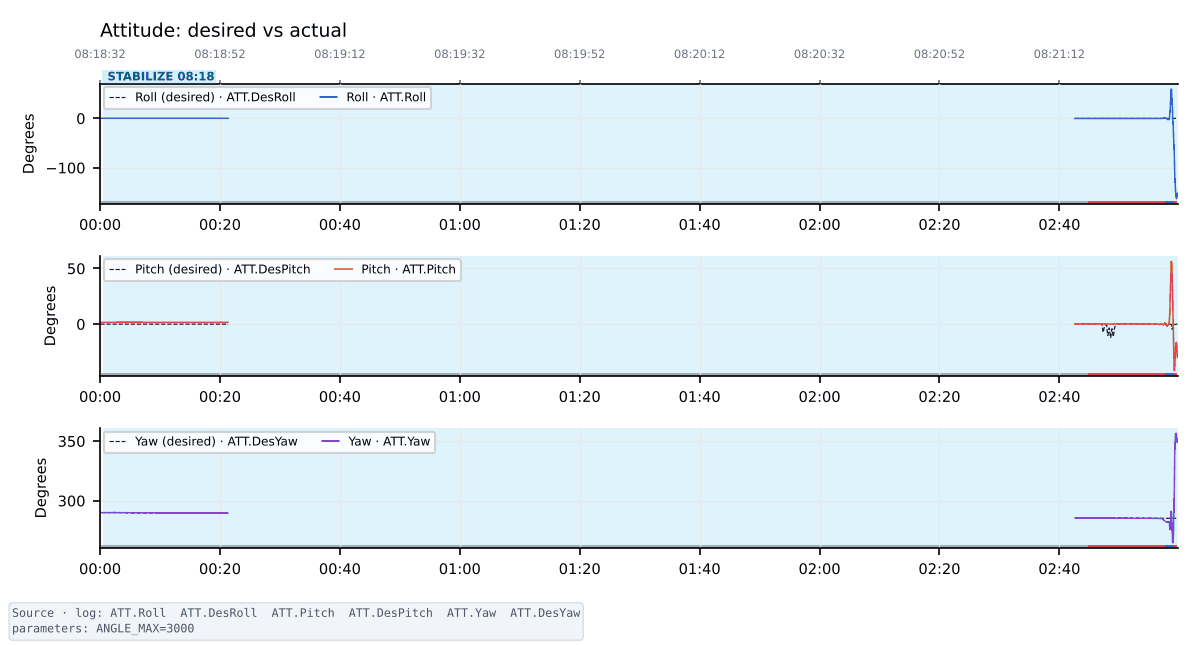 Attitude: desired vs actual
08:18:32 08:18:52 08:19:12 08:19:32 08:19:52 08:20:12 08:20:32 08:20:52 08:21:12
STABILIZE 08:18
Roll (desired) · ATT.DesRoll Roll · ATT.Roll
Degrees
0
−100
00:00 00:20 00:40 01:00 01:20 01:40 02:00 02:20 02:40
Pitch (desired) · ATT.DesPitch Pitch · ATT.Pitch
Degrees
50
0
00:00 00:20 00:40 01:00 01:20 01:40 02:00 02:20 02:40
Yaw (desired) · ATT.DesYaw Yaw · ATT.Yaw
Degrees
350
300
00:00 00:20 00:40 01:00 01:20 01:40 02:00 02:20 02:40
Source · log: ATT.Roll ATT.DesRoll ATT.Pitch ATT.DesPitch ATT.Yaw ATT.DesYaw
parameters: ANGLE_MAX=3000